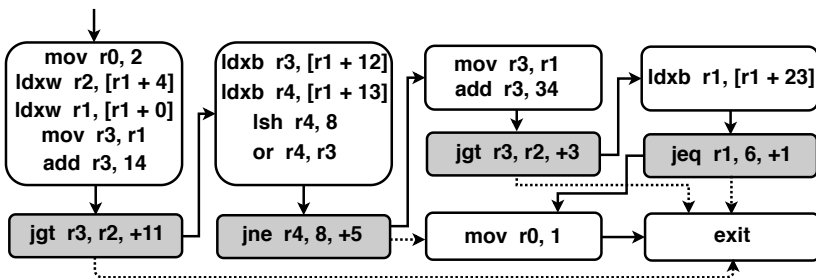 mov r0, 2
ldxw r2, [r1 + 4]
ldxw r1, [r1 + 0]
mov r3, r1
add r3, 14
jgt r3, r2, +11
ldxb r3, [r1 + 12]
ldxb r4, [r1 + 13]
lsh r4, 8
or r4, r3
jne r4, 8, +5
mov r3, r1
add r3, 34
jgt r3, r2, +3
mov r0, 1
ldxb r1, [r1 + 23]
jeq r1, 6, +1
exit